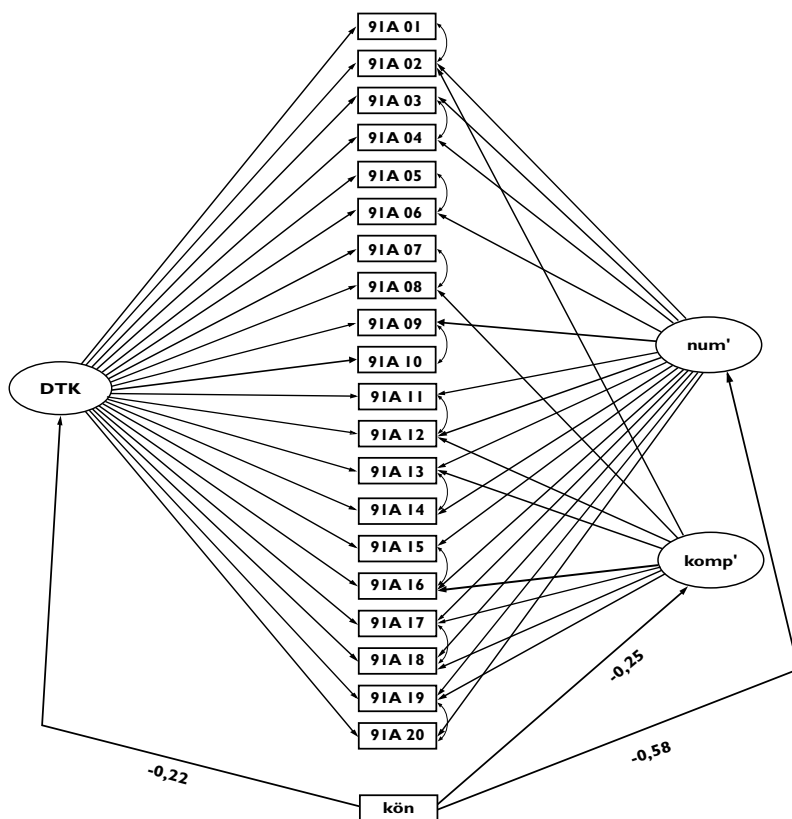 91A 01
91A 02
91A 03
91A 04
91A 05
91A 06
91A 07
91A 08
91A 09
num'
91A 10
DTK
91A 11
91A 12
91A 13
91A 14
91A 15
komp'
91A 16
91A 17
91A 18
-0,25
91A 19
91A 20
-0,58
-0,22
kön